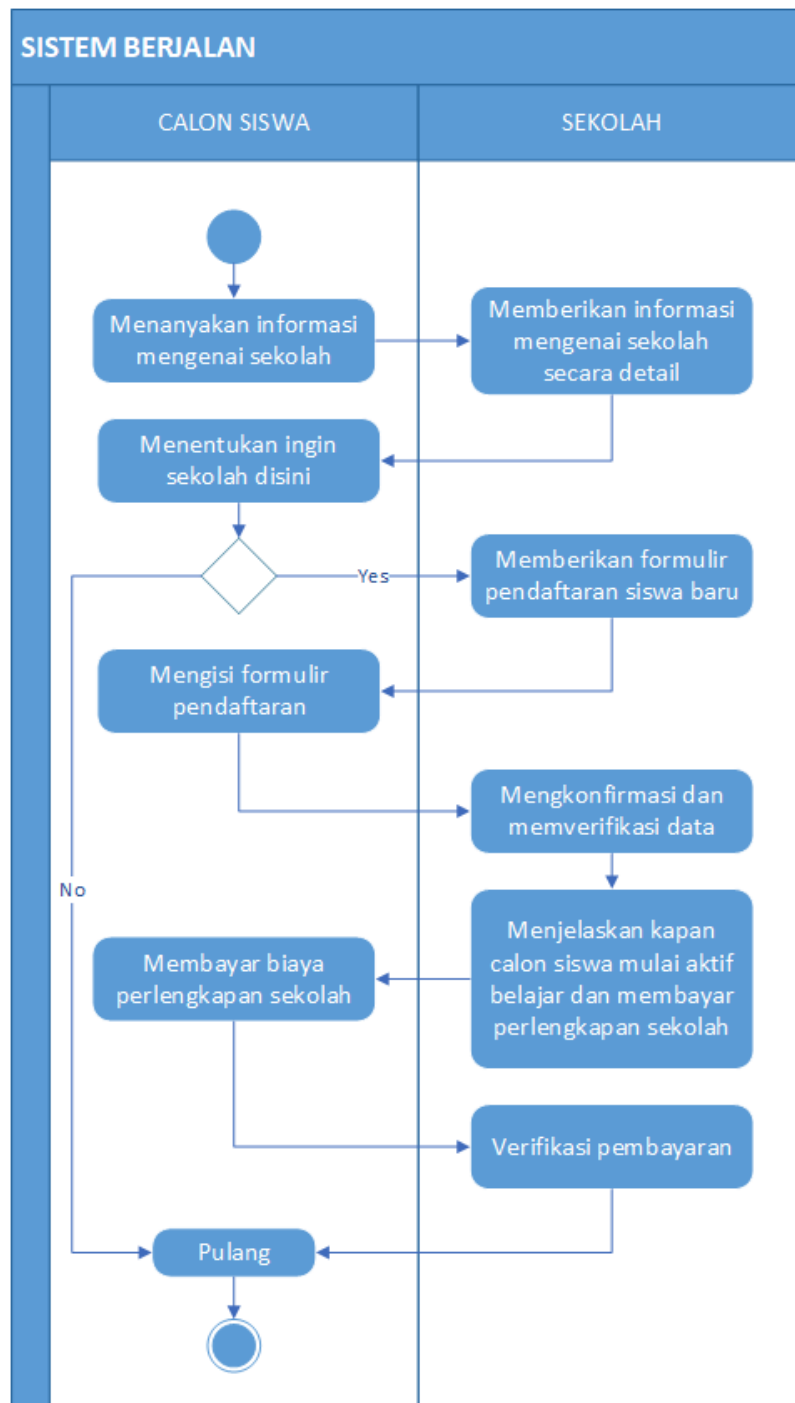 SISTEM BERJALAN
CALON SISWA
SEKOLAH
Menanyakan informasi
mengenai sekolah
Memberikan informasi
mengenai sekolah
secara detail
Menentukan ingin
sekolah disini
Yes
Memberikan formulir
pendaftaran siswa baru
Mengisi formulir
pendaftaran
Mengkonfirmasi dan
memverifikasi data
No
Menjelaskan kapan
calon siswa mulai aktif
belajar dan membayar
perlengkapan sekolah
Membayar biaya
perlengkapan sekolah
Verifikasi pembayaran
Pulang